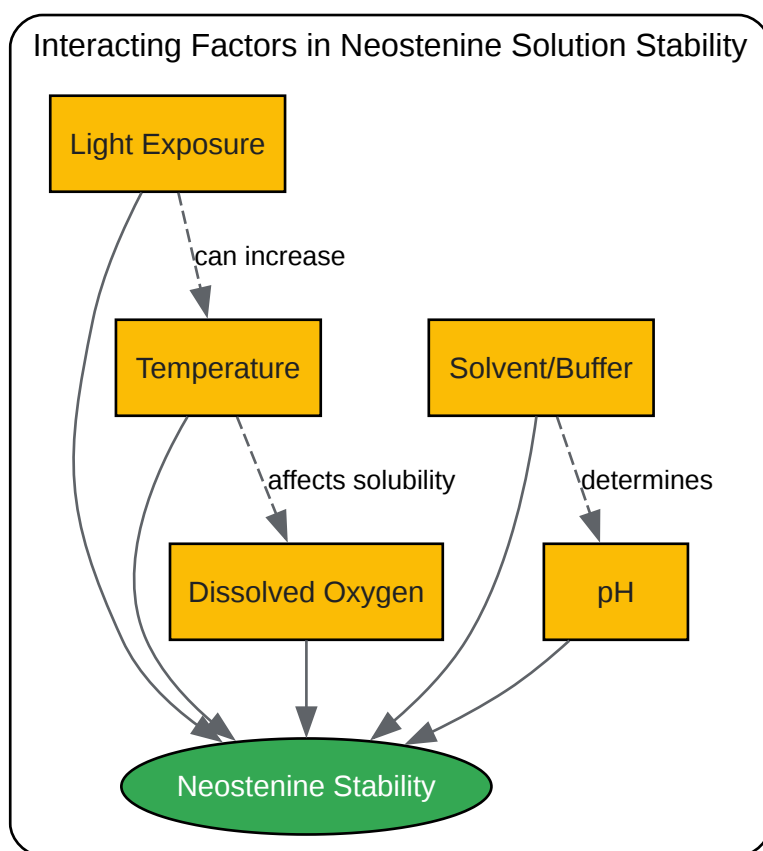 Interacting Factors in Neostenine Solution Stability
Light Exposure
can increase
Temperature
Solvent/Buffer
affects solubility
determines
Dissolved Oxygen
pH
Neostenine Stability